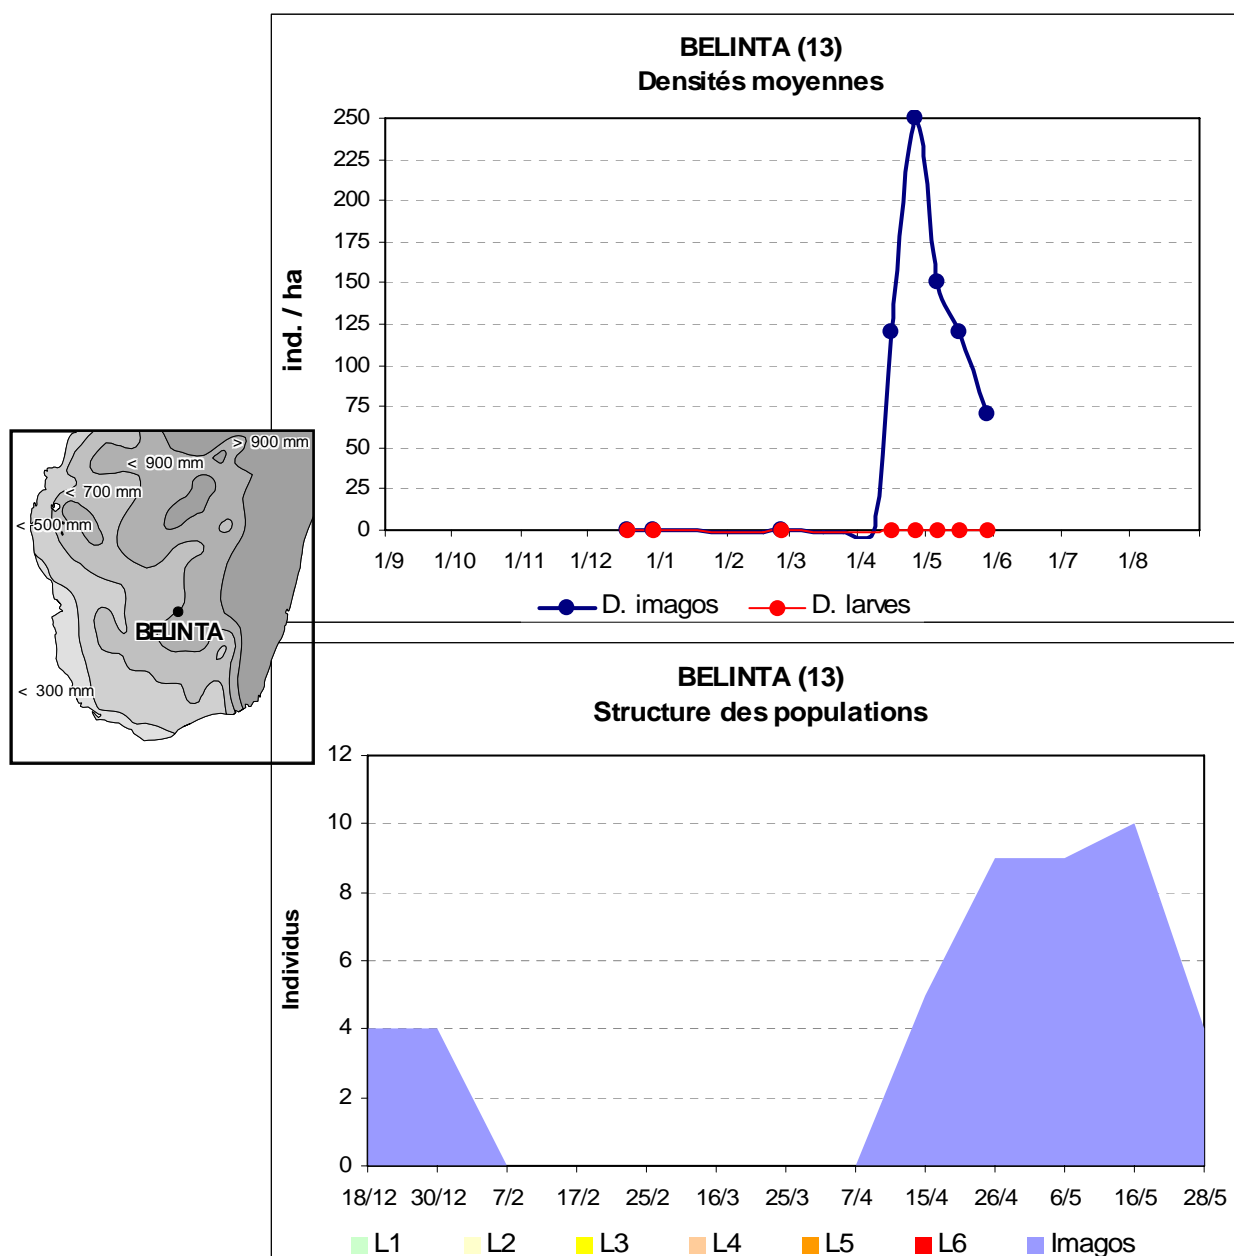 BELINTA (13)
Densités moyennes
ind. / ha
250
225
200
175
150
125
100
75
50
25
0
1/9 1/10 1/11 1/12 1/1 1/2 1/3 1/4 1/5 1/6 1/7 1/8
D. imagos D. larves
> 900 mm
< 900 mm
< 700 mm
< 500 mm
BELINTA
< 300 mm
BELINTA (13)
Structure des populations
Individus
12
10
8
6
4
2
0
18/12 30/12 7/2 17/2 25/2 16/3 25/3 7/4 15/4 26/4 6/5 16/5 28/5
L1 L2 L3 L4 L5 L6 Imagos